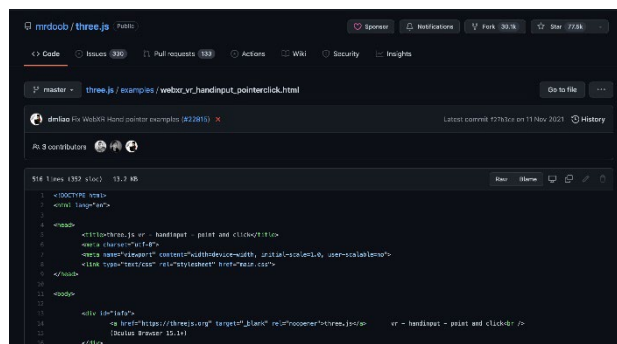 mrdoob / three.js Public
Sponsor Notifications Fork 30.1k Star 77.5k
<> Code Issues 330 Pull requests 133 Actions Wiki Security Insights
master three.js / examples / webxr_vr_handinput_pointerclick.html Go to file ...
dmliao Fix WebXR Hand pointer examples (#22815) Latest commit on 11 Nov 2021 History
3 contributors
516 lines (352 sloc) 13.2 KB Raw Blame
1 <!DOCTYPE html>
2 <html lang="en">
3
4 <head>
5 <title>three.js vr - handinput - point and click</title>
6 <meta charset="utf-8">
7 <meta name="viewport" content="width=device-width, initial-scale=1.0, user-scalable=no">
8 <link type="text/css" rel="stylesheet" href="main.css">
9 </head>
10
11 <body>
12
13 <div id="info">
14 <a href="https://threejs.org" target="_blank" rel="noopener">three.js</a> vr - handinput - point and click<br />
15 (Oculus Browser 15.1+)
16 </div>